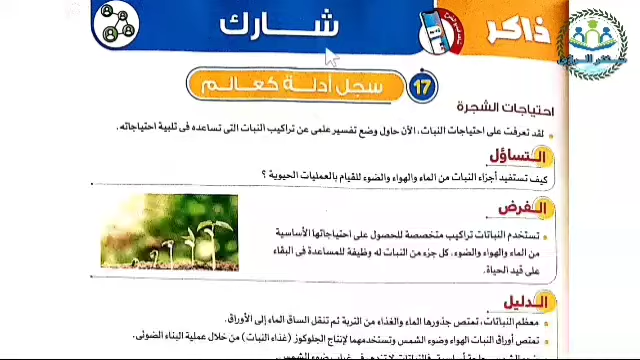 ذاكر
شارك
17 سجل أدلة كعالم
احتياجات الشجرة
لقد تعرفت على احتياجات النبات، الآن حاول وضع تفسير علمى عن تراكيب النبات التى تساعده فى تلبية احتياجاته.
التساؤل
كيف تستفيد أجزاء النبات من الماء والهواء والضوء للقيام بالعمليات الحيوية ؟
الفرض
تستخدم النباتات تراكيب متخصصة للحصول على احتياجاتها الأساسية
من الماء والهواء والضوء، كل جزء من النبات له وظيفة للمساعدة فى البقاء
على قيد الحياة.
الدليل
معظم النباتات، تمتص جذورها الماء والغذاء من التربة ثم تنقل الساق الماء إلى الأوراق.
تمتص أوراق النبات الهواء وضوء الشمس وتستخدمهما لإنتاج الجلوكوز (غذاء النبات) من خلال عملية البناء الضوئى.